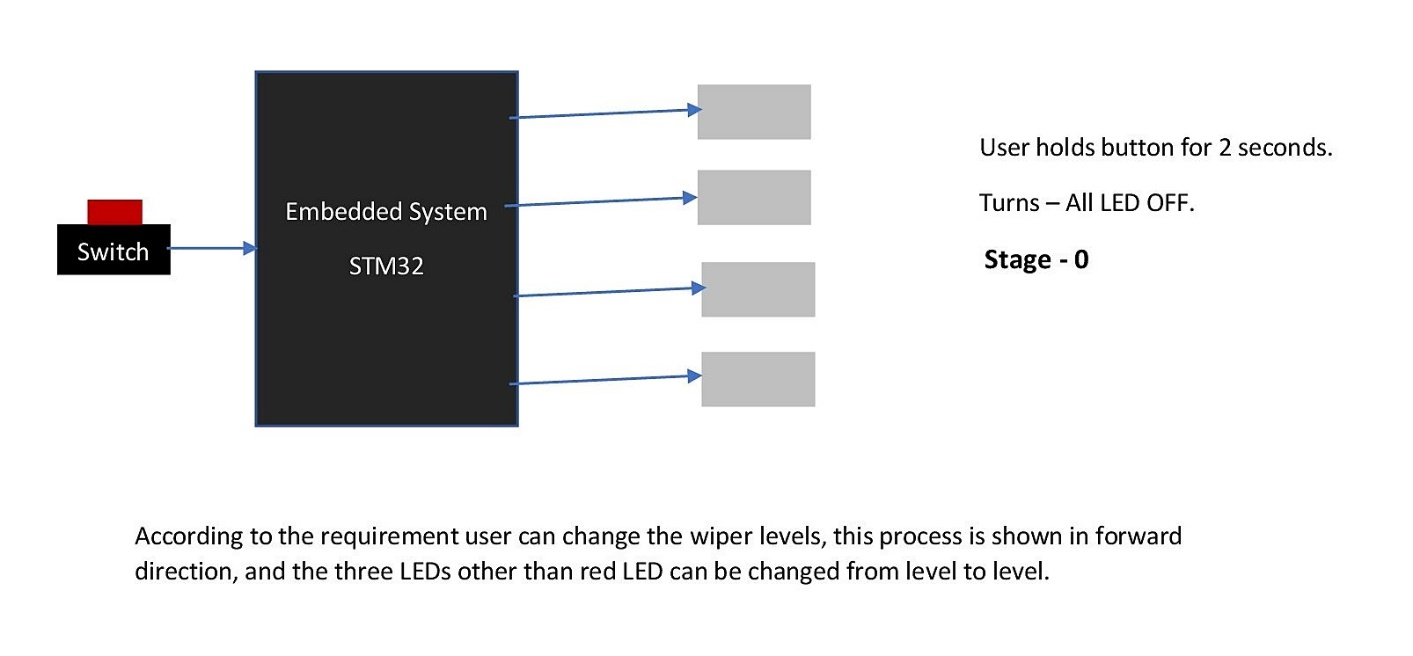 User holds button for 2 seconds.
Turns – All LED OFF.
Stage - 0
Embedded System
STM32
Switch
According to the requirement user can change the wiper levels, this process is shown in forward
direction, and the three LEDs other than red LED can be changed from level to level.